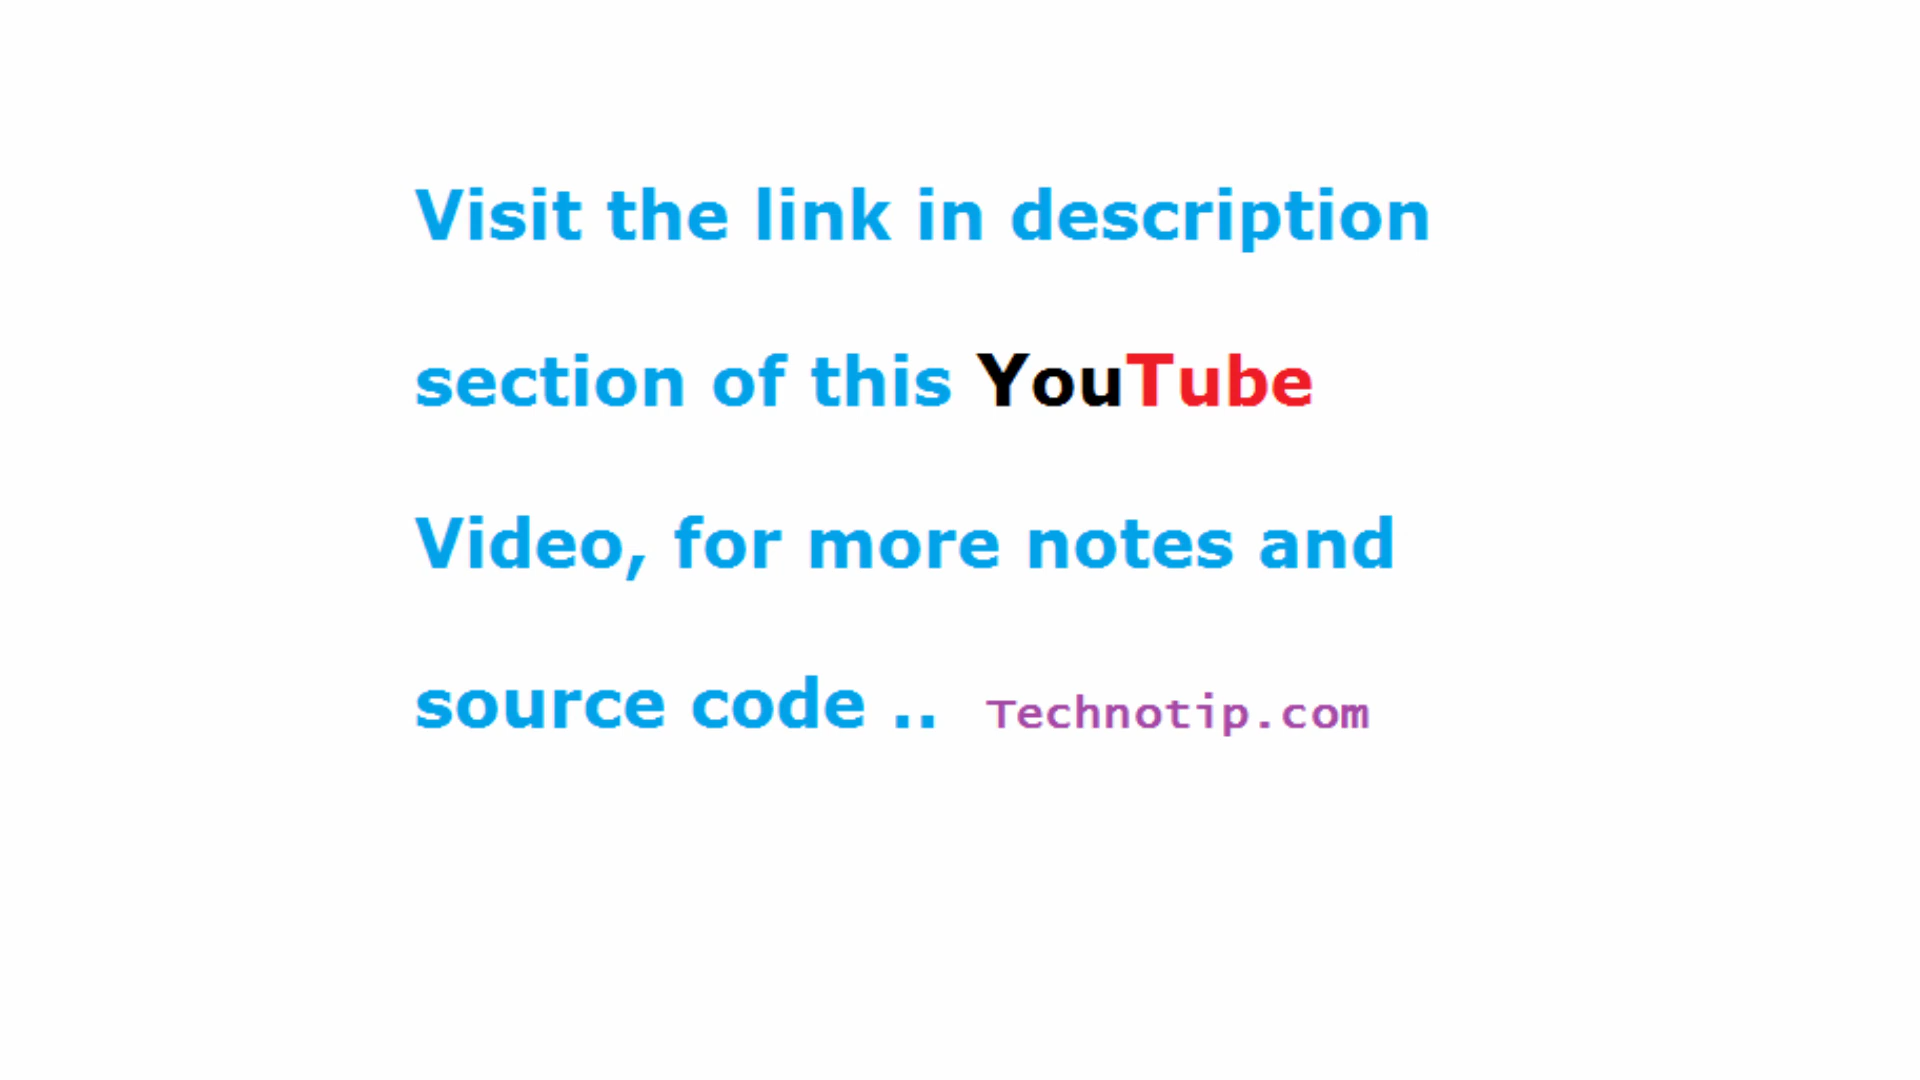 Visit the link in description
section of this YouTube
Video, for more notes and
source code .. Technotip.com